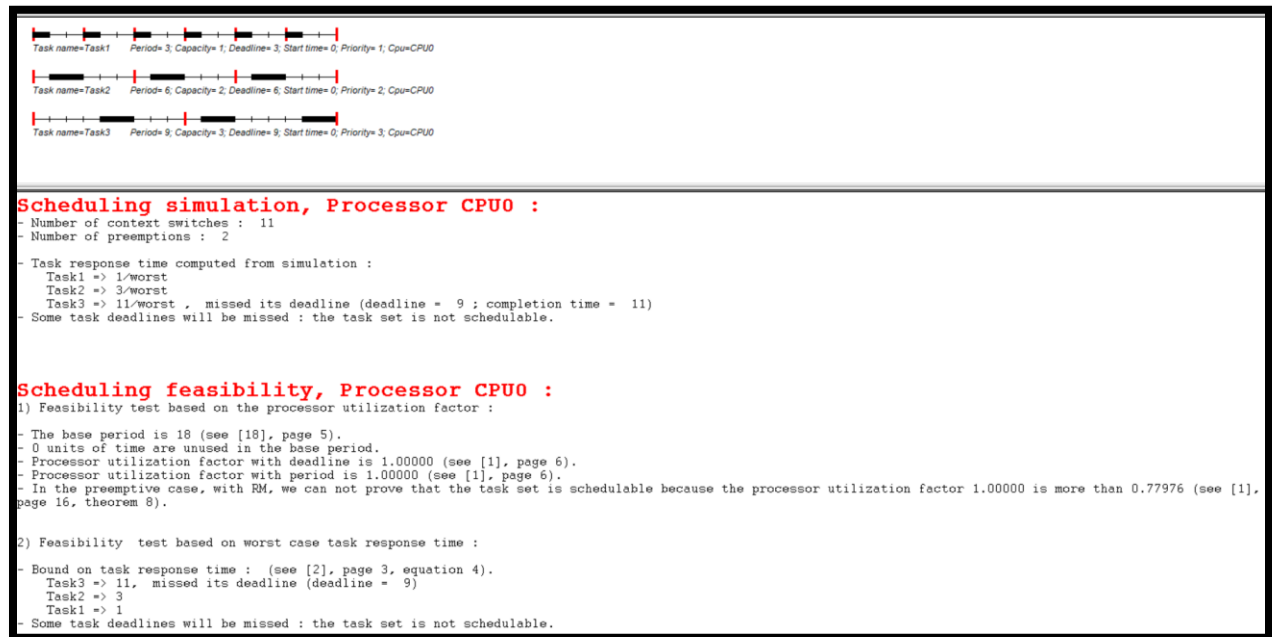 Task name=Task1 Period= 3; Capacity= 1; Deadline= 3; Start time= 0; Priority= 1; Cpu=CPU0
Task name=Task2 Period= 6; Capacity= 2; Deadline= 6; Start time= 0; Priority= 2; Cpu=CPU0
Task name=Task3 Period= 9; Capacity= 3; Deadline= 9; Start time= 0; Priority= 3; Cpu=CPU0
Scheduling simulation, Processor CPU0 :
- Number of context switches :  11
- Number of preemptions :  2
- Task response time computed from simulation :
Task1 => 1/worst
Task2 => 3/worst
Task3 => 11/worst ,  missed its deadline (deadline =  9 ; completion time =  11)
- Some task deadlines will be missed : the task set is not schedulable.
Scheduling feasibility, Processor CPU0 :
1) Feasibility test based on the processor utilization factor :
- The base period is 18 (see [18], page 5).
- 0 units of time are unused in the base period.
- Processor utilization factor with deadline is 1.00000 (see [1], page 6).
- Processor utilization factor with period is 1.00000 (see [1], page 6).
- In the preemptive case, with RM, we can not prove that the task set is schedulable because the processor utilization factor 1.00000 is more than 0.77976 (see [1],
page 16, theorem 8).
2) Feasibility  test based on worst case task response time :
- Bound on task response time :  (see [2], page 3, equation 4).
Task3 => 11,  missed its deadline (deadline =  9)
Task2 => 3
Task1 => 1
- Some task deadlines will be missed : the task set is not schedulable.